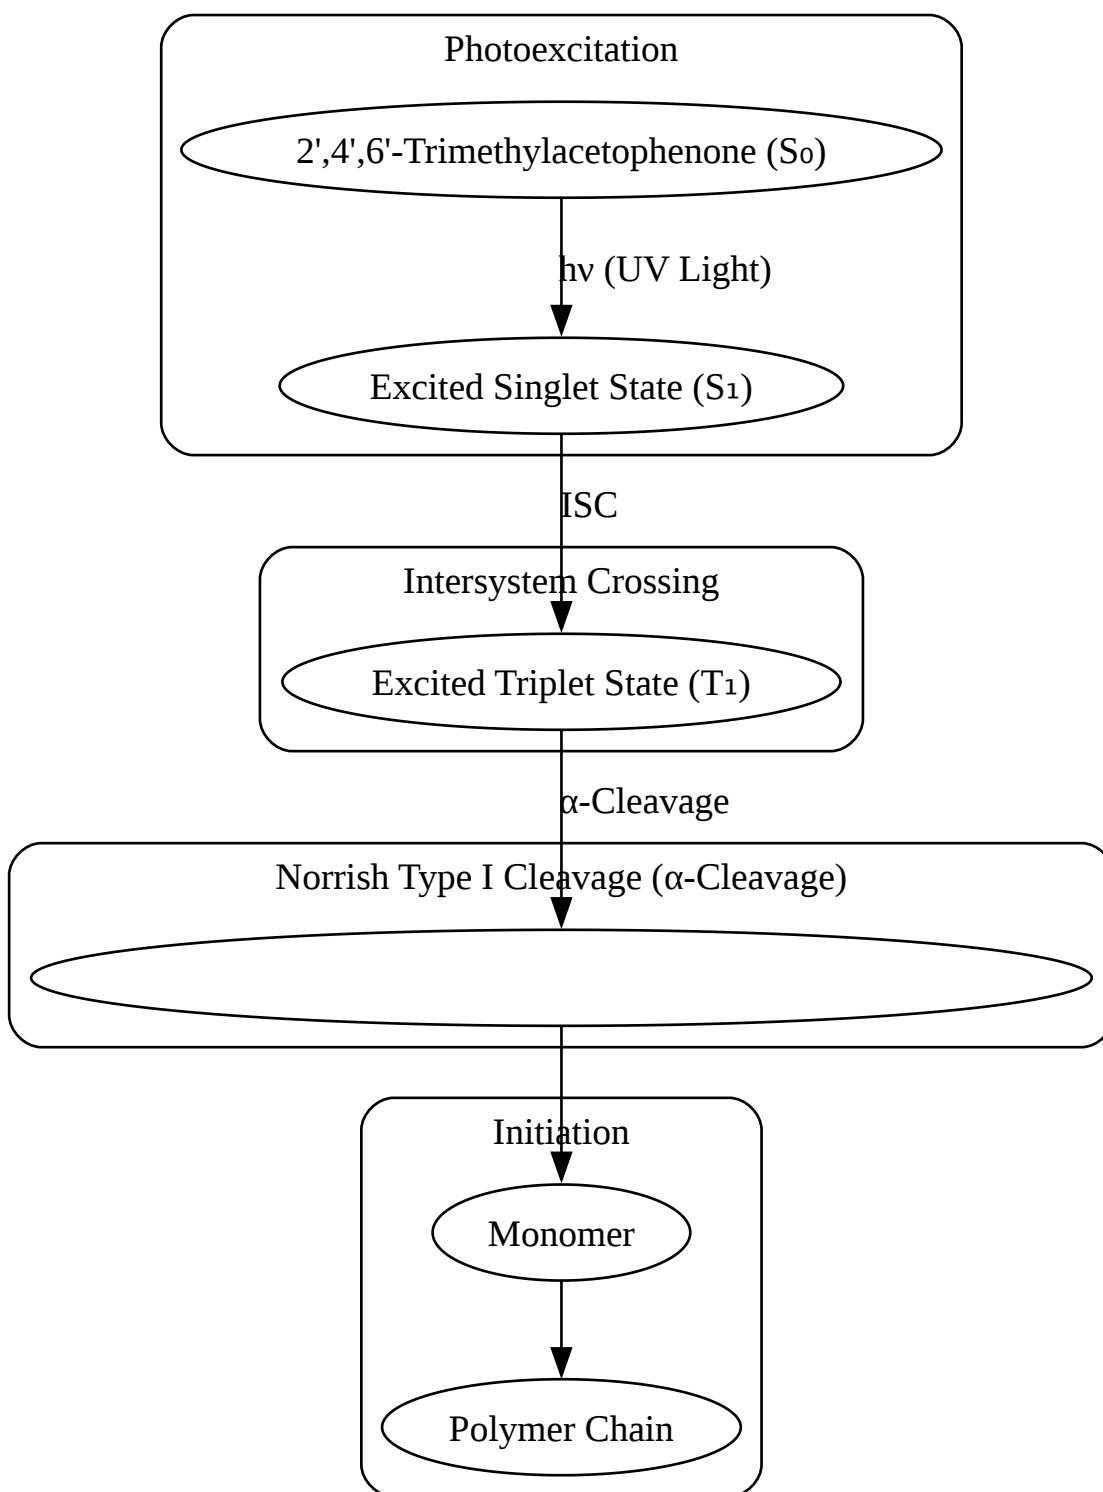 Photoexcitation
2',4',6'-Trimethylacetophenone (S₀)
hν (UV Light)
Excited Singlet State (S₁)
ISC
Intersystem Crossing
Excited Triplet State (T₁)
α-Cleavage
Norrish Type I Cleavage (α-Cleavage)
Initiation
Monomer
Polymer Chain